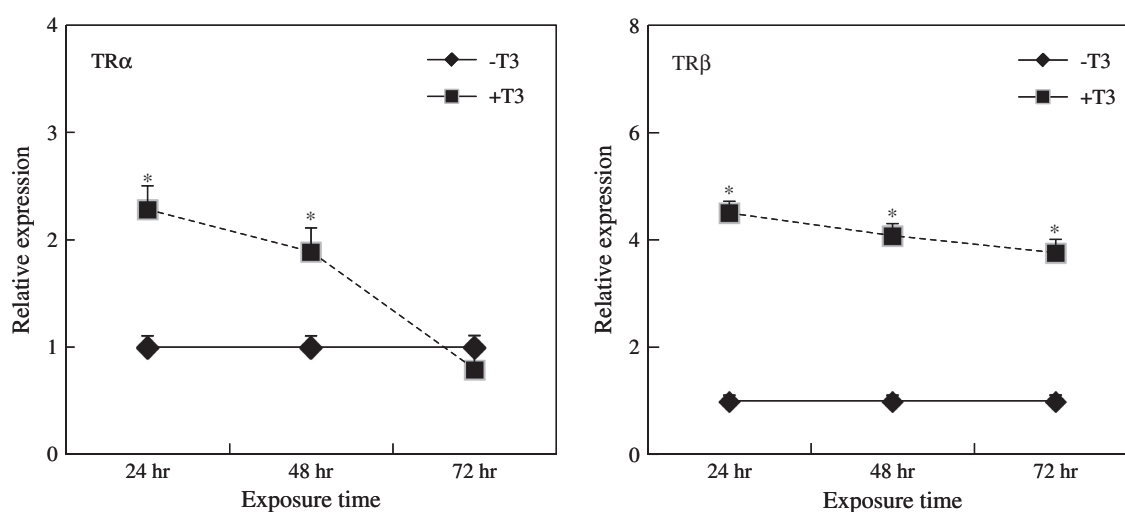 TRα
-T3
+T3
4
3
2
1
0
Relative expression
*
*
24 hr
48 hr
72 hr
Exposure time
TRβ
-T3
+T3
8
6
4
2
0
Relative expression
*
*
*
24 hr
48 hr
72 hr
Exposure time